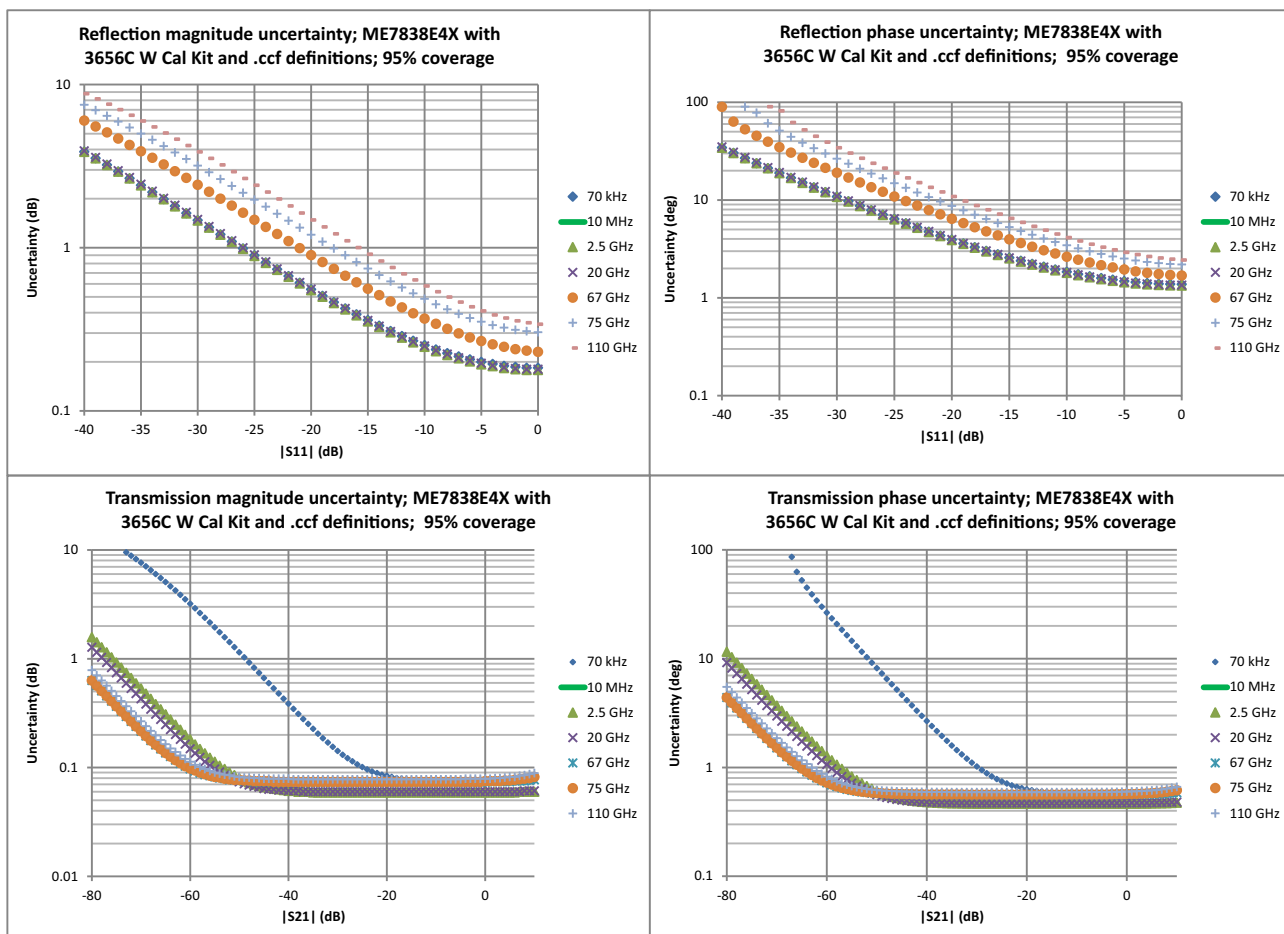 Reflection magnitude uncertainty; ME7838E4X with
3656C W Cal Kit and .ccf definitions; 95% coverage
10
1
0.1
Uncertainty (dB)
-40 -35 -30 -25 -20 -15 -10 -5 0
|S11| (dB)
70 kHz
10 MHz
2.5 GHz
20 GHz
67 GHz
75 GHz
110 GHz
Reflection phase uncertainty; ME7838E4X with
3656C W Cal Kit and .ccf definitions; 95% coverage
100
10
1
0.1
Uncertainty (deg)
-40 -35 -30 -25 -20 -15 -10 -5 0
|S11| (dB)
70 kHz
10 MHz
2.5 GHz
20 GHz
67 GHz
75 GHz
110 GHz
Transmission magnitude uncertainty; ME7838E4X with
3656C W Cal Kit and .ccf definitions; 95% coverage
10
1
0.1
0.01
Uncertainty (dB)
-80 -60 -40 -20 0
|S21| (dB)
70 kHz
10 MHz
2.5 GHz
20 GHz
67 GHz
75 GHz
110 GHz
Transmission phase uncertainty; ME7838E4X with
3656C W Cal Kit and .ccf definitions; 95% coverage
100
10
1
0.1
Uncertainty (deg)
-80 -60 -40 -20 0
|S21| (dB)
70 kHz
10 MHz
2.5 GHz
20 GHz
67 GHz
75 GHz
110 GHz